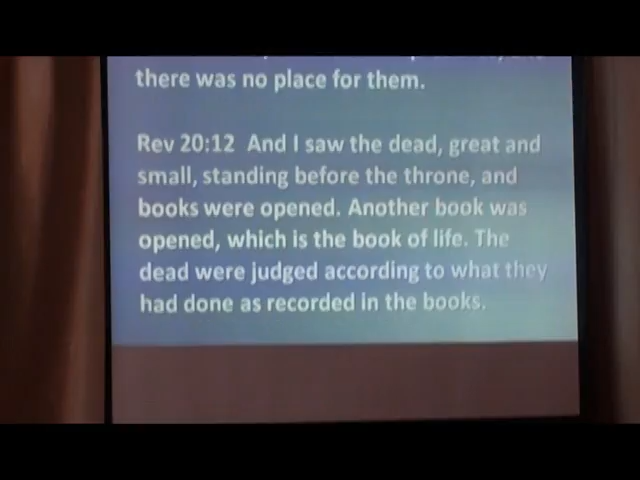 there was no place for them.
Rev 20:12 And I saw the dead, great and
small, standing before the throne, and
books were opened. Another book was
opened, which is the book of life. The
dead were judged according to what they
had done as recorded in the books.